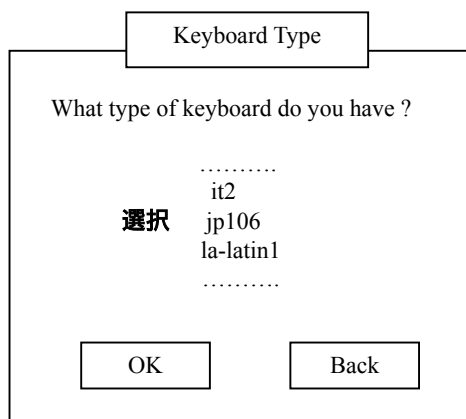 Keyboard Type
What type of keyboard do you have ?
……….
it2
選択 jp106
la-latin1
……….
OK Back